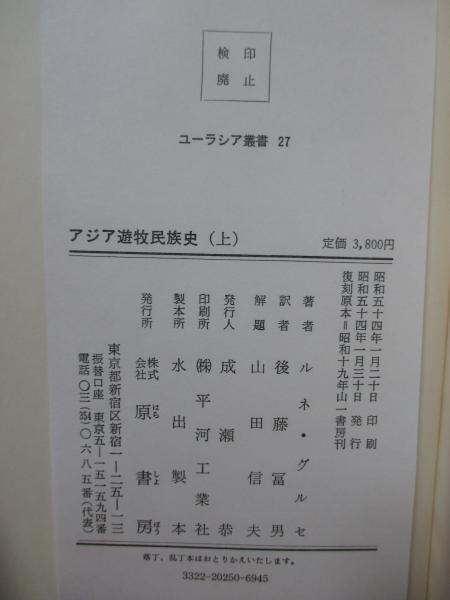 検印
廃止
ユーラシア叢書 27
アジア遊牧民族史(上)
定価 3,800円
昭和五十四年一月二十日 印刷
昭和五十四年一月三十日 発行
復刻原本=昭和十九年山一書房刊
著者 ルネ・グルセ
訳者 後藤冨男
解題 山田信夫
発行人 成瀬恭
印刷所 ㈱平河工業社
製本所 水出製本
発行所 株式会社 原書房
はらしょぼう
東京都新宿区新宿一-二五-一三
振替口座 東京五-一五一五九四番
電話 〇三(354)〇六八五番(代表)
落丁、乱丁本はおとりかえいたします。
3322-20250-6945